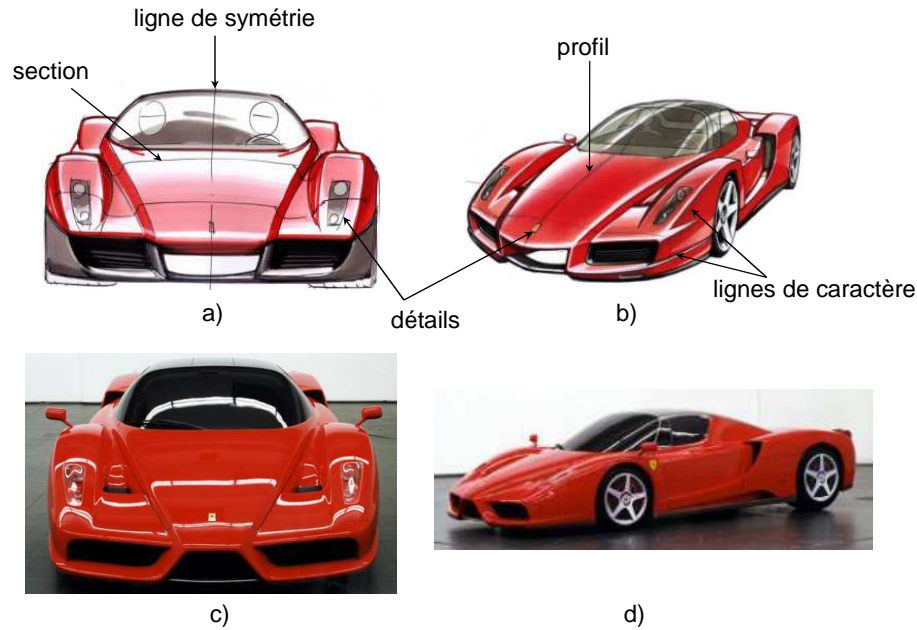 ligne de symétrie
section
profil
lignes de caractère
détails
a)
b)
c)
d)